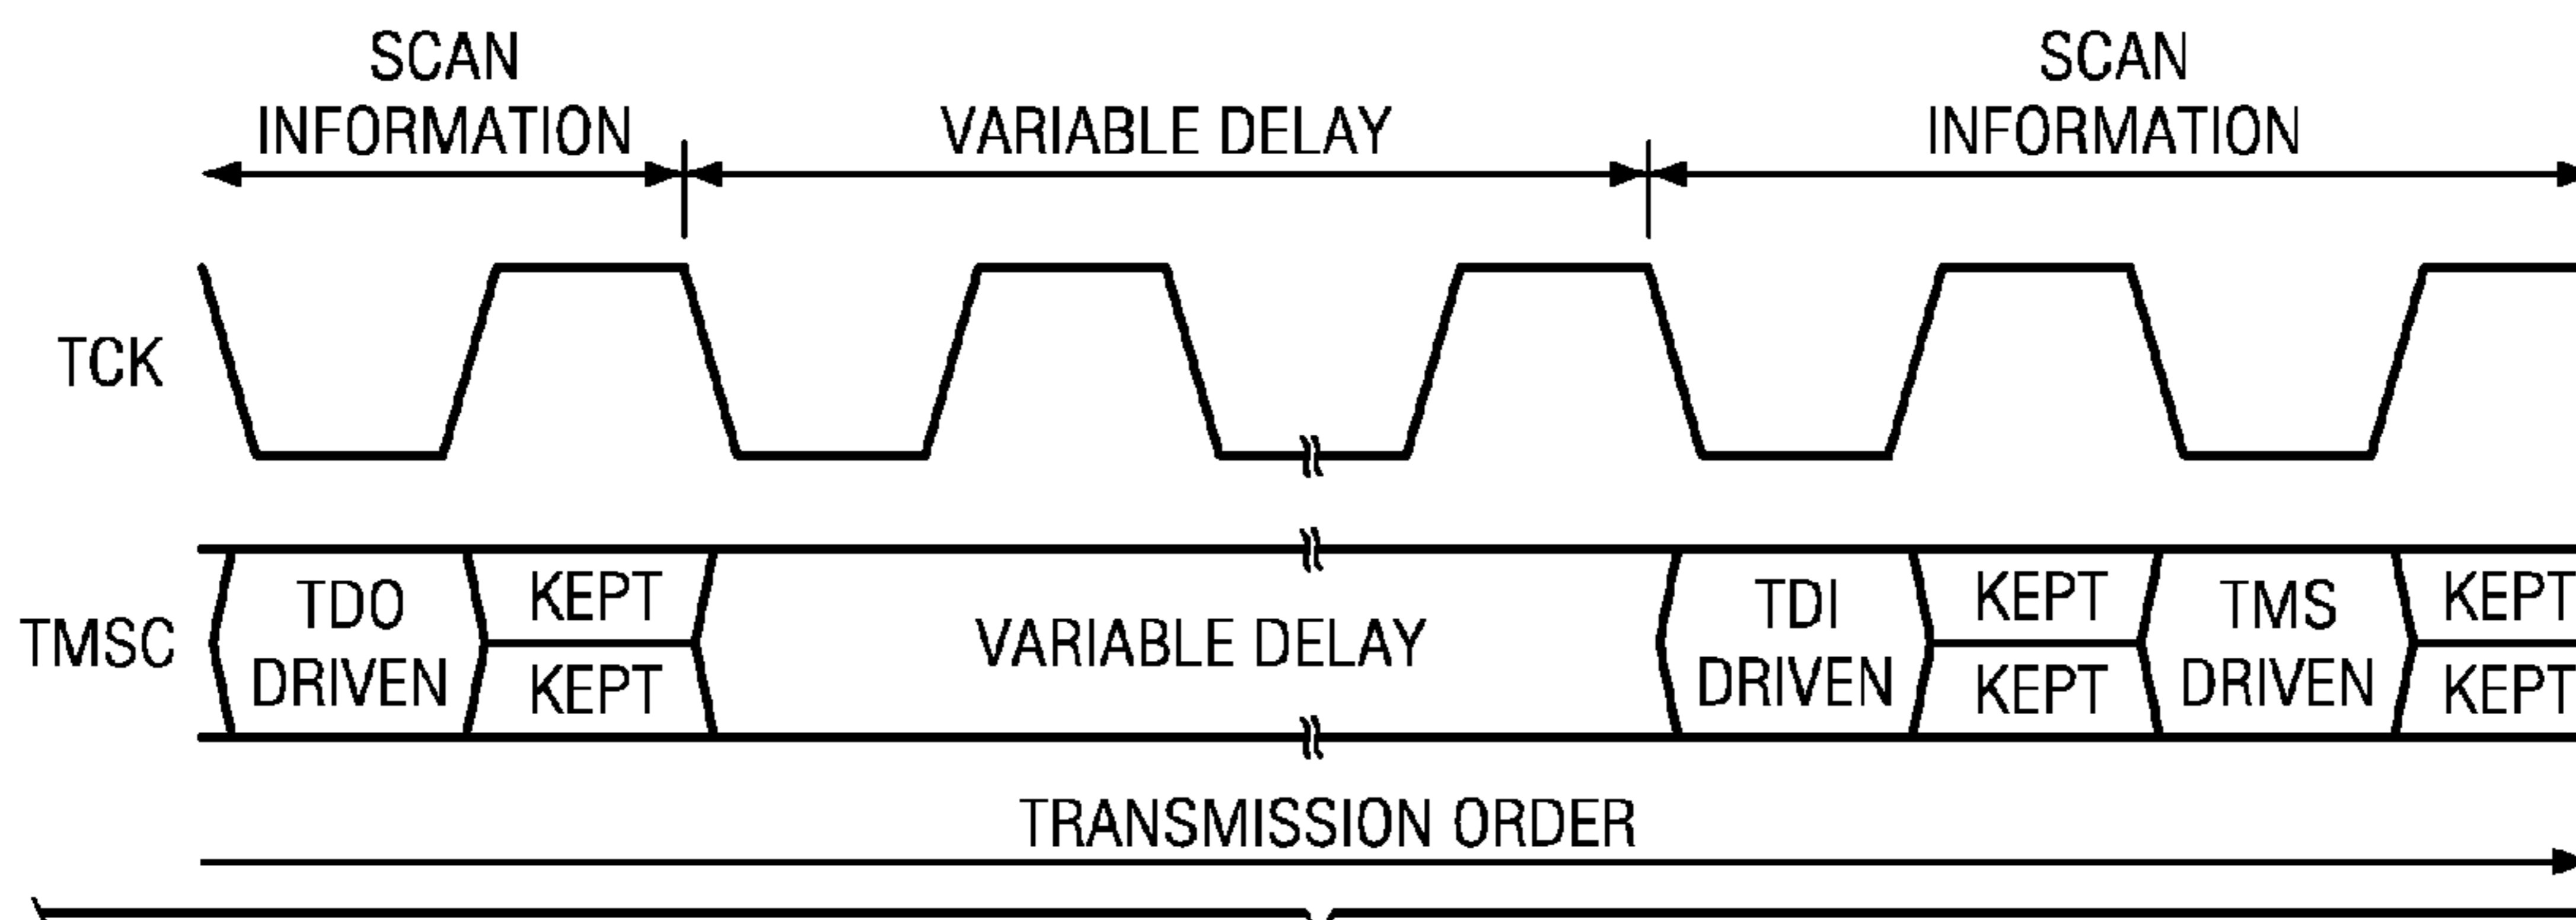 SCAN
INFORMATION
VARIABLE DELAY
SCAN
INFORMATION
TCK
TMSC
TDO
DRIVEN
KEPT
KEPT
VARIABLE DELAY
TDI
DRIVEN
KEPT
KEPT
TMS
DRIVEN
KEPT
KEPT
TRANSMISSION ORDER